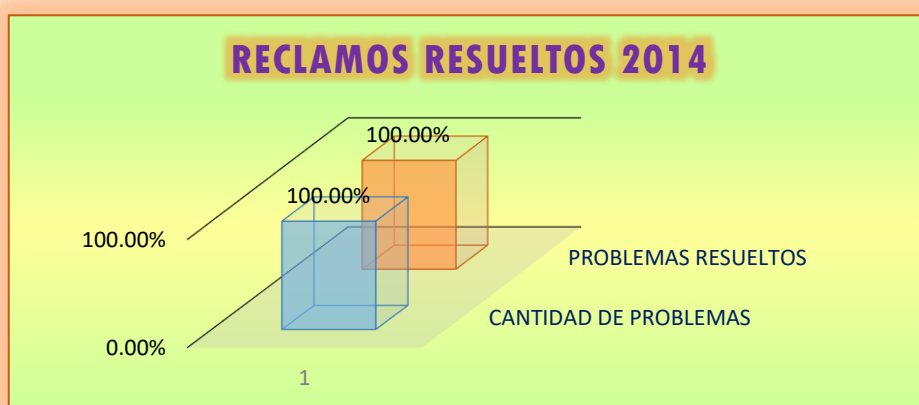 RECLAMOS RESUELTOS 2014
100.00%
100.00%
100.00%
PROBLEMAS RESUELTOS
CANTIDAD DE PROBLEMAS
0.00%
1